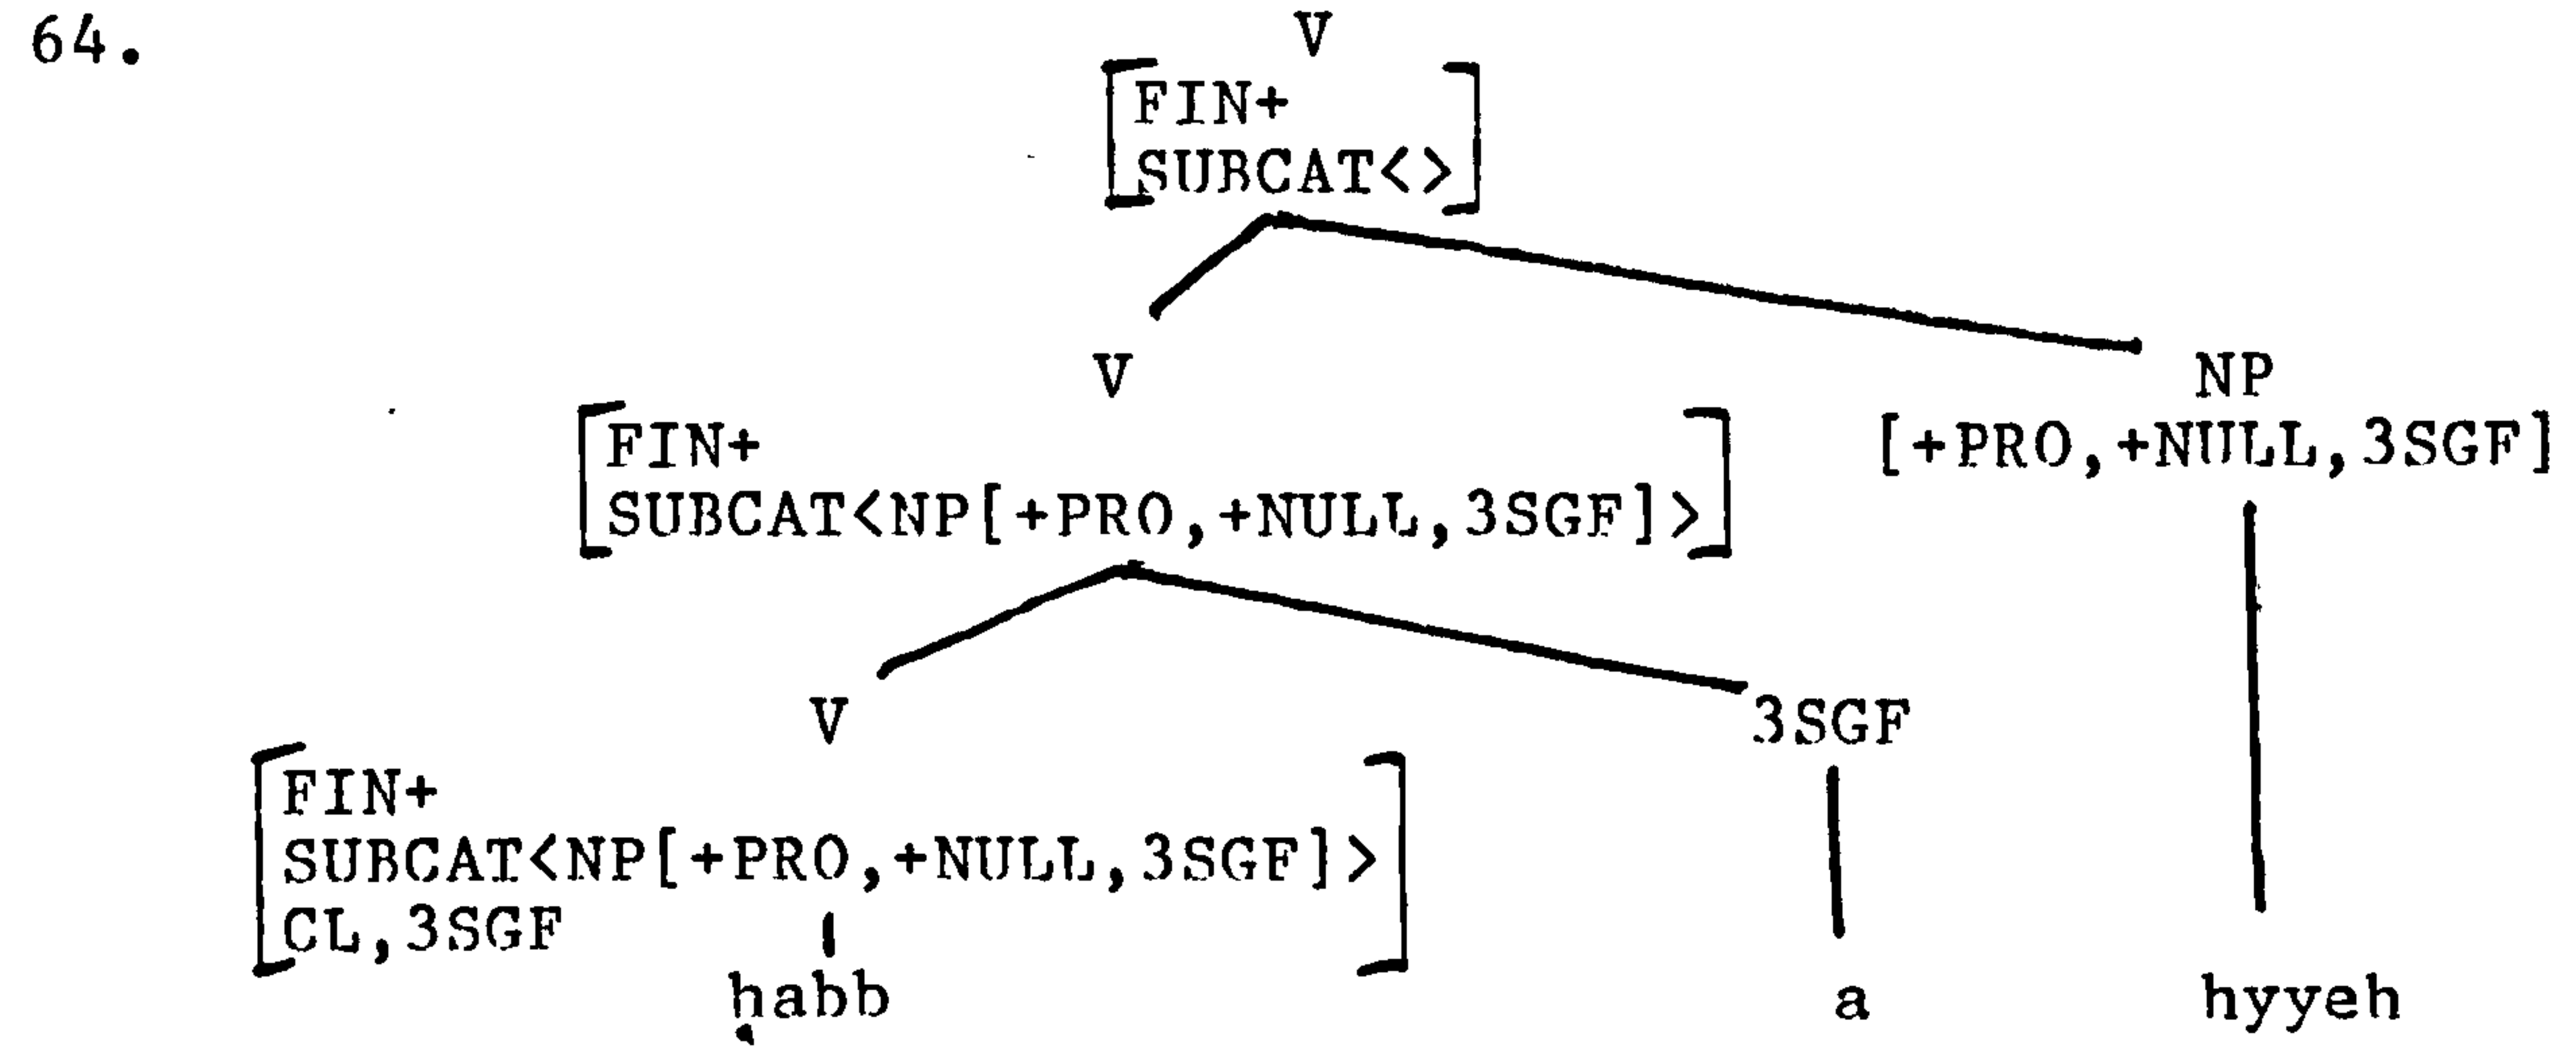 64.
V
[FIN+
SUBCAT<>]
V
NP
[FIN+
[+PRO,+NULL,3SGF]
SUBCAT<NP[+PRO,+NULL,3SGF]>]
V
3SGF
[FIN+
SUBCAT<NP[+PRO,+NULL,3SGF]>
CL,3SGF]
ḥabb a hyyeh